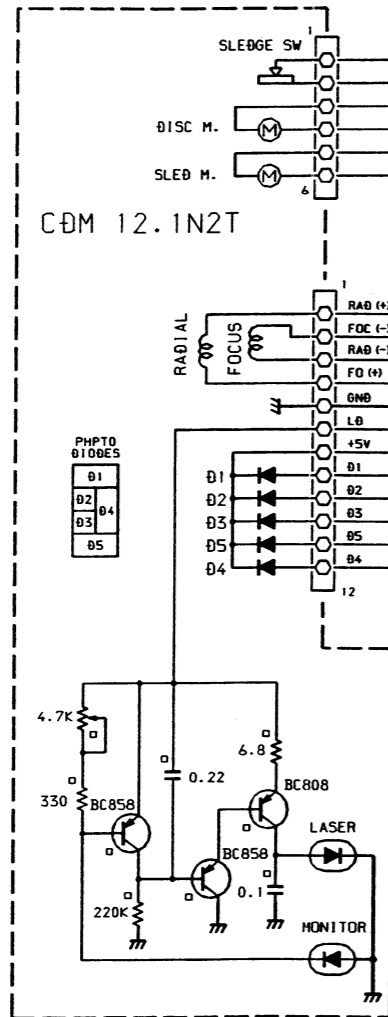 1
SLEDGE SW
DISC M.
M
SLED M.
M
6
CDM 12.1N2T
1
RADIAL
FOCUS
RAD (+)
FOC (-)
RAD (-)
FO (+)
GND
LD
+5V
D1
D2
D3
D5
D4
12
PHPTO
DIODES
D1
D2
D4
D3
D5
D1
D2
D3
D5
D4
4.7K
6.8
0.22
330
BC858
BC808
BC858
LASER
0.1
220K
MONITOR